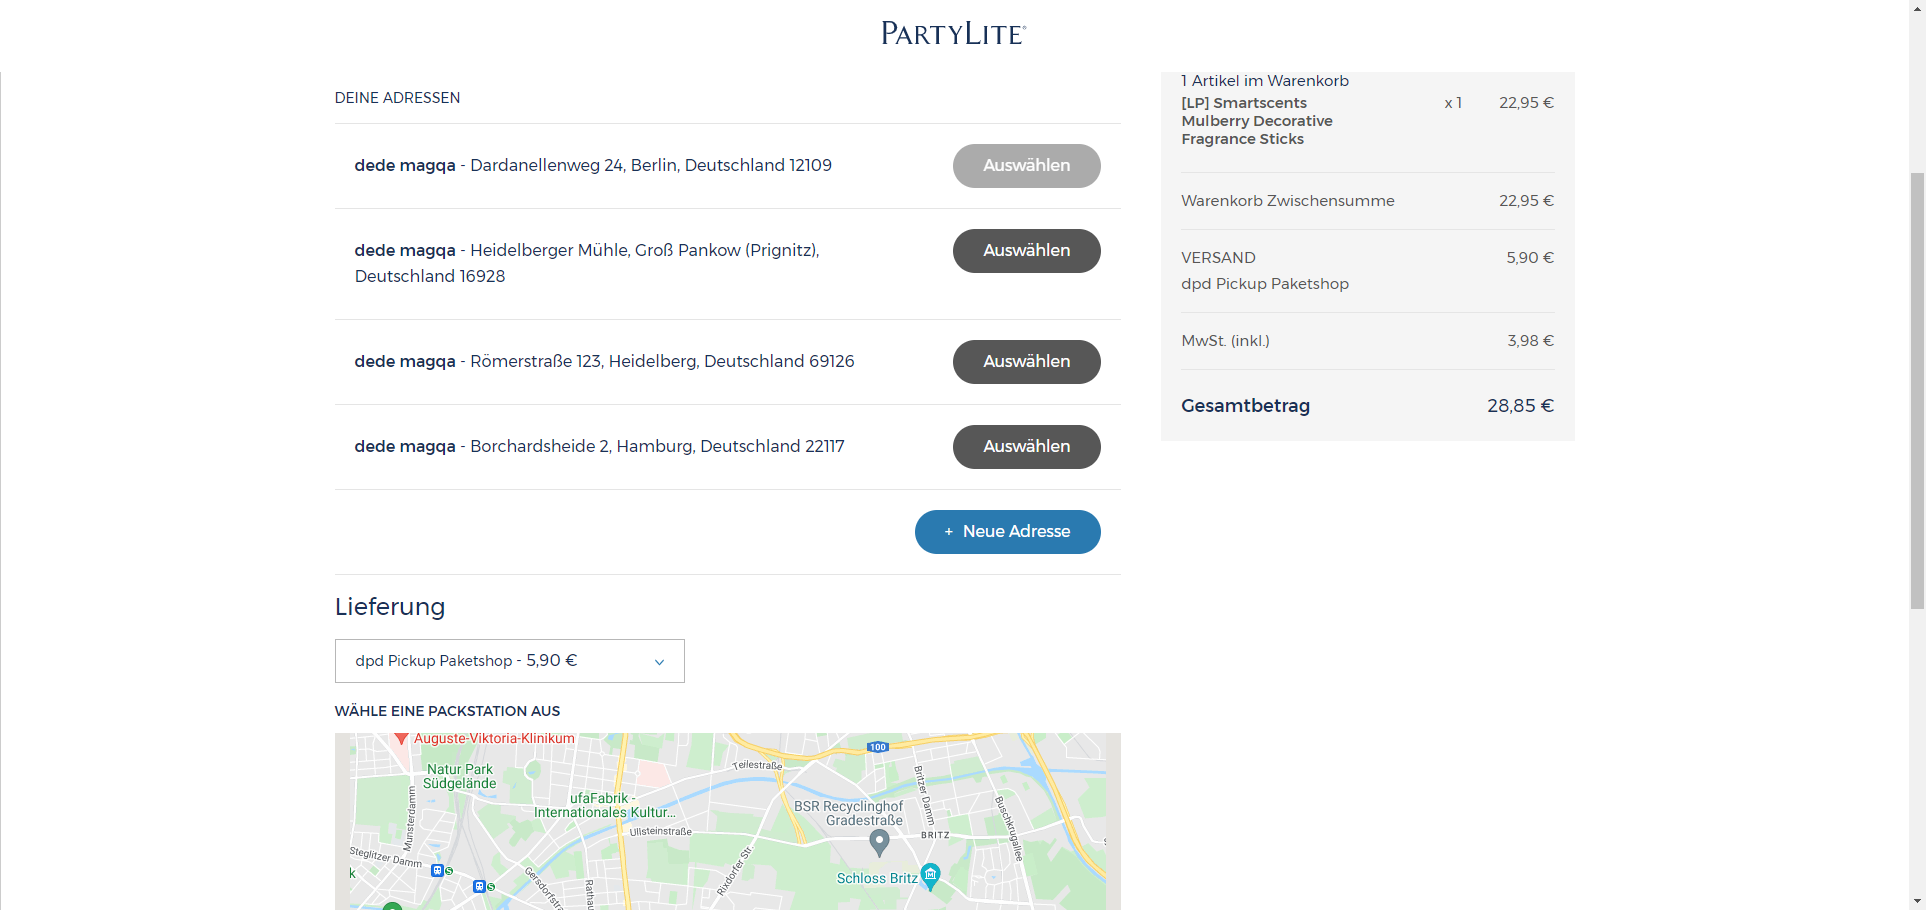 PARTYLITE®
DEINE ADRESSEN
dede magqa - Dardanellenweg 24, Berlin, Deutschland 12109
Auswählen
dede magqa - Heidelberger Mühle, Groß Pankow (Prignitz),
Deutschland 16928
Auswählen
dede magqa - Römerstraße 123, Heidelberg, Deutschland 69126
Auswählen
dede magqa - Borchardsheide 2, Hamburg, Deutschland 22117
Auswählen
+ Neue Adresse
Lieferung
dpd Pickup Paketshop - 5,90 €
WÄHLE EINE PACKSTATION AUS
Auguste-Viktoria-Klinikum
Natur Park
Südgelände
ufaFabrik -
Internationales Kultur...
Ullsteinstraße
Teilestraße
100
BSR Recyclinghof
Gradestraße
Britzer Damm
BRITZ
Buschkrugallee
Schloss Britz
Rixdorfer Str.
Munsterdamm
Steglitzer Damm
k
S
S
Gersdorfstra
Rathau
1 Artikel im Warenkorb
[LP] Smartscents x 1 22,95 €
Mulberry Decorative
Fragrance Sticks
Warenkorb Zwischensumme 22,95 €
VERSAND 5,90 €
dpd Pickup Paketshop
MwSt. (inkl.) 3,98 €
Gesamtbetrag 28,85 €